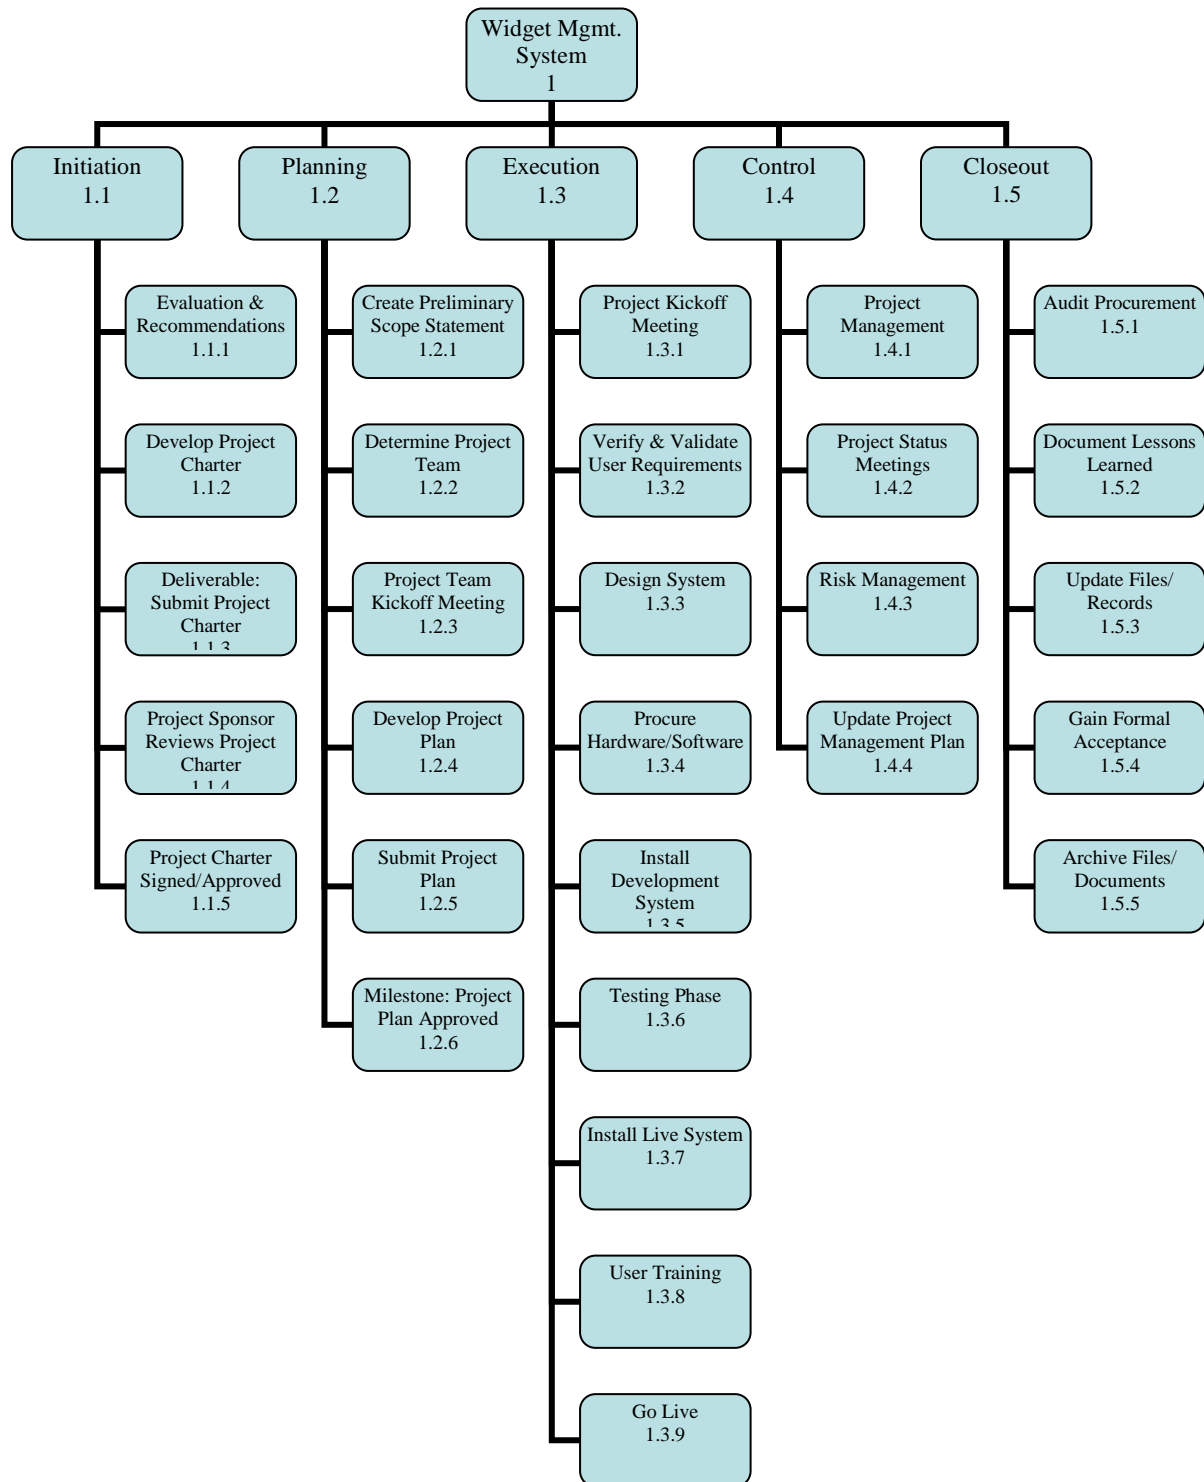 Widget Mgmt.
System
1
Initiation
1.1
Planning
1.2
Execution
1.3
Control
1.4
Closeout
1.5
Evaluation &
Recommendations
1.1.1
Develop Project
Charter
1.1.2
Deliverable:
Submit Project
Charter
1.1.3
Project Sponsor
Reviews Project
Charter
1.1.4
Project Charter
Signed/Approved
1.1.5
Create Preliminary
Scope Statement
1.2.1
Determine Project
Team
1.2.2
Project Team
Kickoff Meeting
1.2.3
Develop Project
Plan
1.2.4
Submit Project
Plan
1.2.5
Milestone: Project
Plan Approved
1.2.6
Project Kickoff
Meeting
1.3.1
Verify & Validate
User Requirements
1.3.2
Design System
1.3.3
Procure
Hardware/Software
1.3.4
Install
Development
System
1.3.5
Testing Phase
1.3.6
Install Live System
1.3.7
User Training
1.3.8
Go Live
1.3.9
Project
Management
1.4.1
Project Status
Meetings
1.4.2
Risk Management
1.4.3
Update Project
Management Plan
1.4.4
Audit Procurement
1.5.1
Document Lessons
Learned
1.5.2
Update Files/
Records
1.5.3
Gain Formal
Acceptance
1.5.4
Archive Files/
Documents
1.5.5